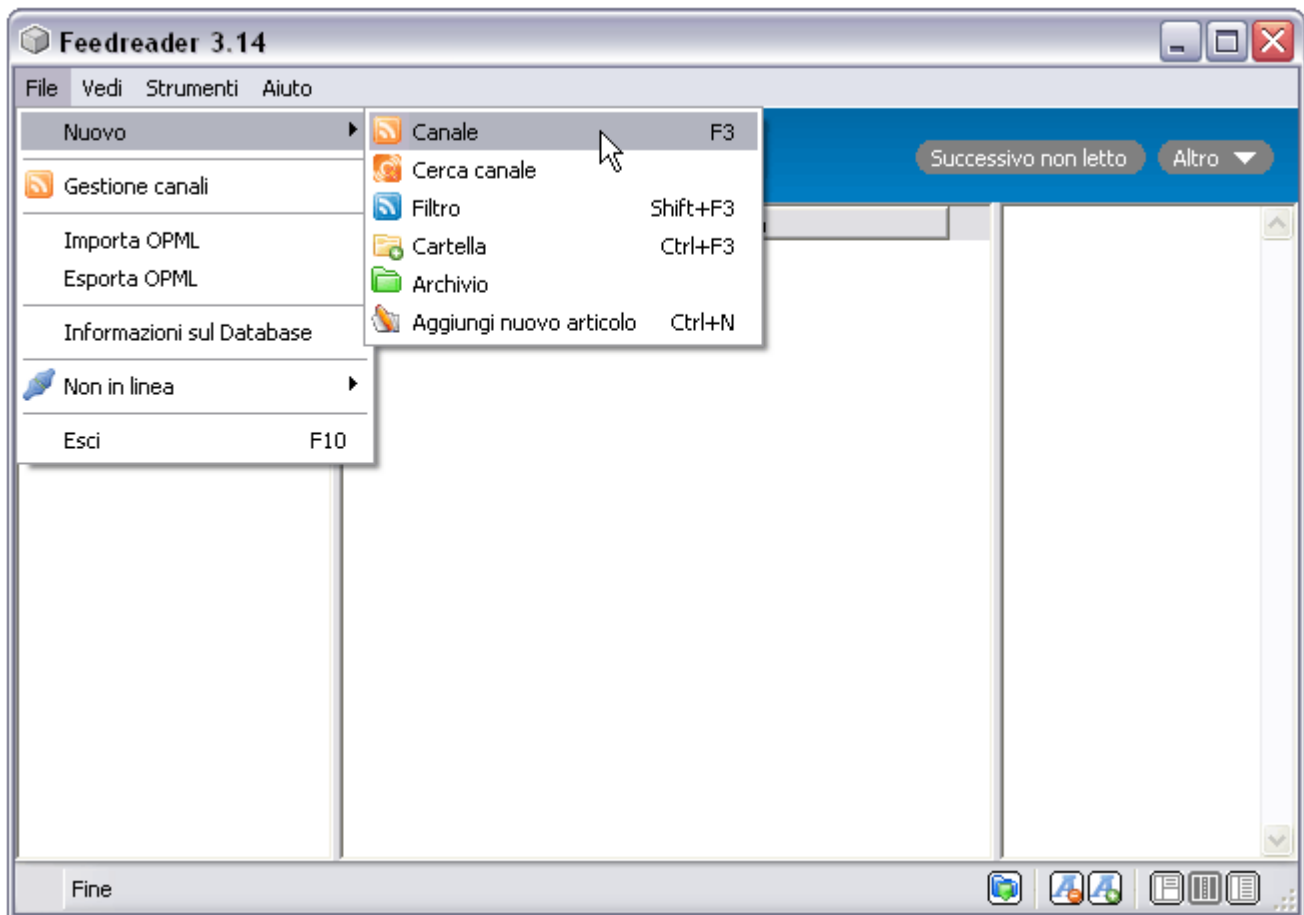 Feedreader 3.14
File Vedi Strumenti Aiuto
Nuovo
Canale F3
Cerca canale
Filtro Shift+F3
Cartella Ctrl+F3
Archivio
Aggiungi nuovo articolo Ctrl+N
Gestione canali
Importa OPML
Esporta OPML
Informazioni sul Database
Non in linea
Esci F10
Successivo non letto Altro
Fine